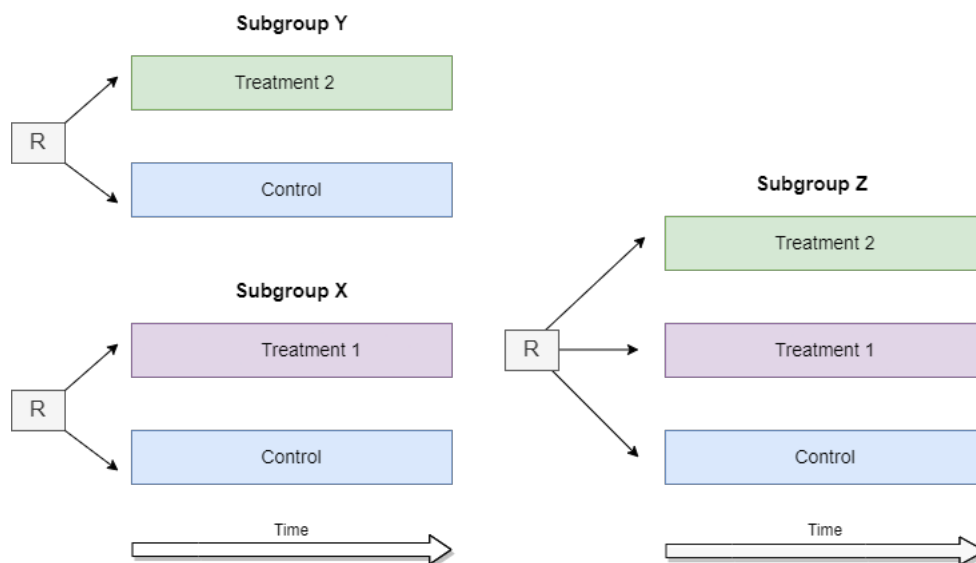 Subgroup Y
Treatment 2
R
Control
Subgroup X
Treatment 1
R
Control
Time
Subgroup Z
Treatment 2
R
Treatment 1
Control
Time